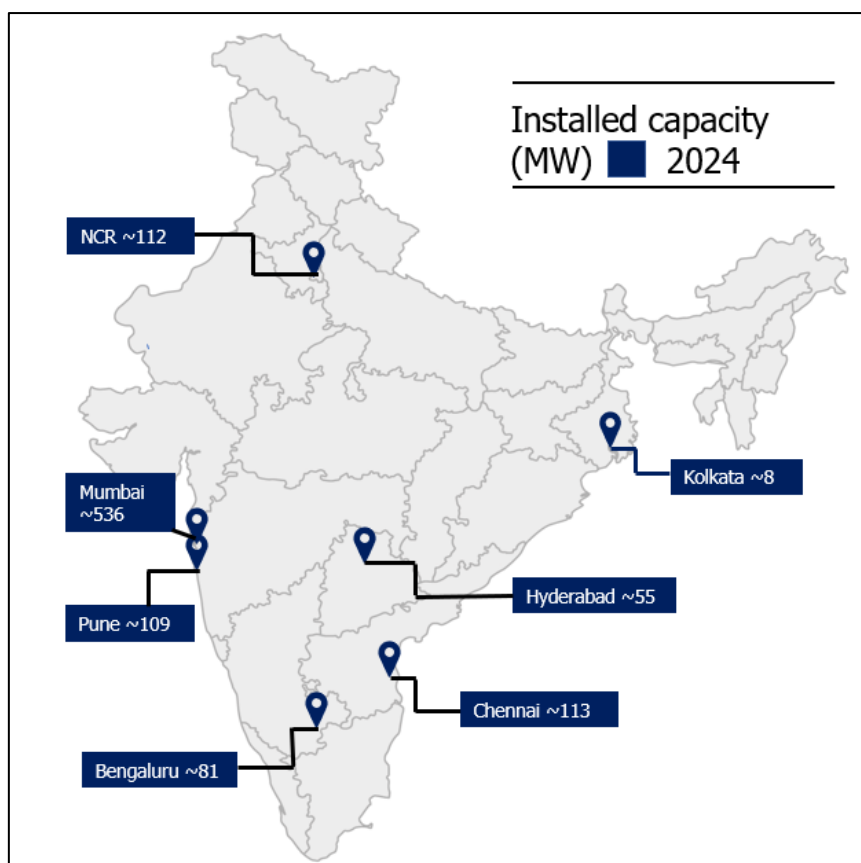 Installed capacity
(MW) 2024
NCR ~112
Mumbai
~536
Kolkata ~8
Hyderabad ~55
Pune ~109
Chennai ~113
Bengaluru ~81